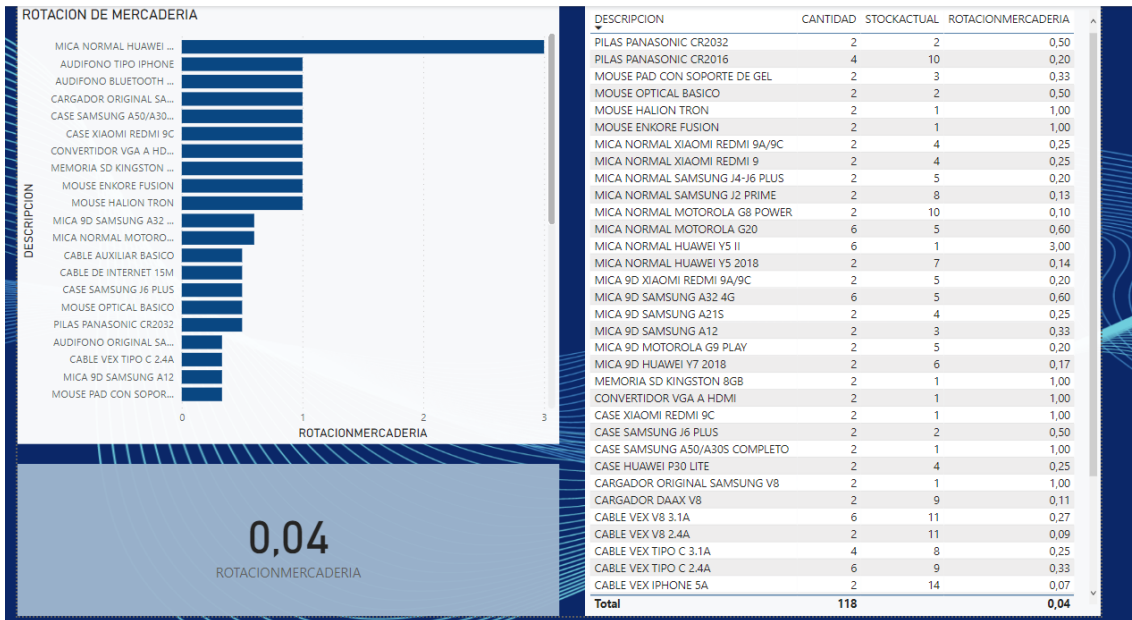 ROTACION DE MERCADERIA
DESCRIPCION
MICA NORMAL HUAWEI ...
AUDIFONO TIPO IPHONE
AUDIFONO BLUETOOTH ...
CARGADOR ORIGINAL SA...
CASE SAMSUNG A50/A30...
CASE XIAOMI REDMI 9C
CONVERTIDOR VGA A HD...
MEMORIA SD KINGSTON ...
MOUSE ENKORE FUSION
MOUSE HALION TRON
MICA 9D SAMSUNG A32 ...
MICA NORMAL MOTORO...
CABLE AUXILIAR BASICO
CABLE DE INTERNET 15M
CASE SAMSUNG J6 PLUS
MOUSE OPTICAL BASICO
PILAS PANASONIC CR2032
AUDIFONO ORIGINAL SA...
CABLE VEX TIPO C 2.4A
MICA 9D SAMSUNG A12
MOUSE PAD CON SOPOR...
0 1 2 3
ROTACIONMERCADERIA
0,04
ROTACIONMERCADERIA
DESCRIPCION CANTIDAD STOCKACTUAL ROTACIONMERCADERIA
PILAS PANASONIC CR2032 2 2 0,50
PILAS PANASONIC CR2016 4 10 0,20
MOUSE PAD CON SOPORTE DE GEL 2 3 0,33
MOUSE OPTICAL BASICO 2 2 0,50
MOUSE HALION TRON 2 1 1,00
MOUSE ENKORE FUSION 2 1 1,00
MICA NORMAL XIAOMI REDMI 9A/9C 2 4 0,25
MICA NORMAL XIAOMI REDMI 9 2 4 0,25
MICA NORMAL SAMSUNG J4-J6 PLUS 2 5 0,20
MICA NORMAL SAMSUNG J2 PRIME 2 8 0,13
MICA NORMAL MOTOROLA G8 POWER 2 10 0,10
MICA NORMAL MOTOROLA G20 6 5 0,60
MICA NORMAL HUAWEI Y5 II 6 1 3,00
MICA NORMAL HUAWEI Y5 2018 2 7 0,14
MICA 9D XIAOMI REDMI 9A/9C 2 5 0,20
MICA 9D SAMSUNG A32 4G 6 5 0,60
MICA 9D SAMSUNG A21S 2 4 0,25
MICA 9D SAMSUNG A12 2 3 0,33
MICA 9D MOTOROLA G9 PLAY 2 5 0,20
MICA 9D HUAWEI Y7 2018 2 6 0,17
MEMORIA SD KINGSTON 8GB 2 1 1,00
CONVERTIDOR VGA A HDMI 2 1 1,00
CASE XIAOMI REDMI 9C 2 1 1,00
CASE SAMSUNG J6 PLUS 2 2 0,50
CASE SAMSUNG A50/A30S COMPLETO 2 1 1,00
CASE HUAWEI P30 LITE 2 4 0,25
CARGADOR ORIGINAL SAMSUNG V8 2 1 1,00
CARGADOR DAAX V8 2 9 0,11
CABLE VEX V8 3.1A 6 11 0,27
CABLE VEX V8 2.4A 2 11 0,09
CABLE VEX TIPO C 3.1A 4 8 0,25
CABLE VEX TIPO C 2.4A 6 9 0,33
CABLE VEX IPHONE 5A 2 14 0,07
Total 118 0,04